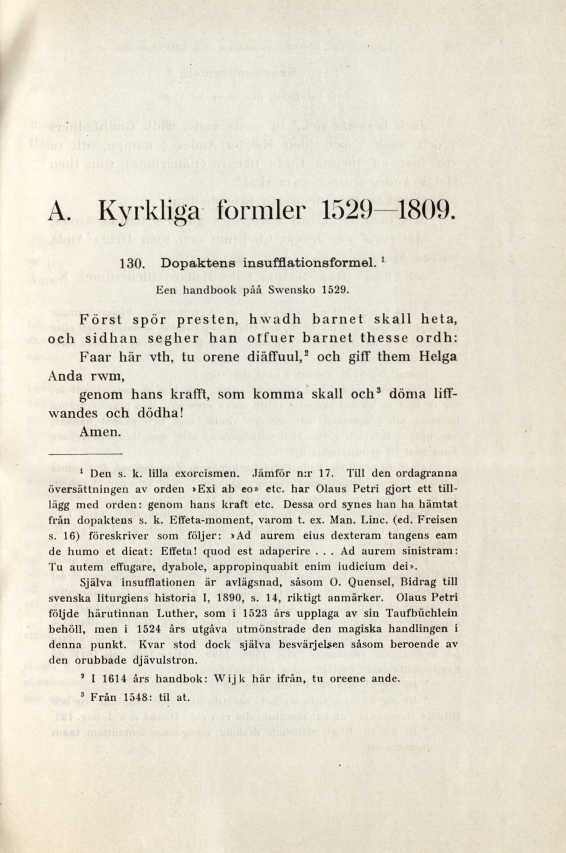 A. Kyrkliga formler 1529—1809.
130. Dopaktens insufflationsformel. ¹
Een handbook påå Swensko 1529.
Först spör presten, hwadh barnet skall heta,
och sidhan segher han offuer barnet thesse ordh:
Faar här vth, tu orene diäffuul,² och giff them Helga
Anda rwm,
genom hans krafft, som komma skall och³ döma liff-
wandes och dödha!
Amen.
¹ Den s. k. lilla exorcismen. Jämför n:r 17. Till den ordagranna
översättningen av orden »Exi ab eo» etc. har Olaus Petri gjort ett till-
lägg med orden: genom hans kraft etc. Dessa ord synes han ha hämtat
från dopaktens s. k. Effeta-moment, varom t. ex. Man. Linc. (ed. Freisen
s. 16) föreskriver som följer: »Ad aurem eius dexteram tangens eam
de humo et dicat: Effeta! quod est adaperire . . . Ad aurem sinistram:
Tu autem effugare, dyabole, appropinquabit enim iudicium dei».
Själva insufflationen är avlägsnad, såsom O. Quensel, Bidrag till
svenska liturgiens historia I, 1890, s. 14, riktigt anmärker. Olaus Petri
följde härutinnan Luther, som i 1523 års upplaga av sin Taufbüchlein
behöll, men i 1524 års utgåva utmönstrade den magiska handlingen i
denna punkt. Kvar stod dock själva besvärjelsen såsom beroende av
den orubbade djävulstron.
² I 1614 års handbok: Wijk här ifrån, tu oreene ande.
³ Från 1548: til at.